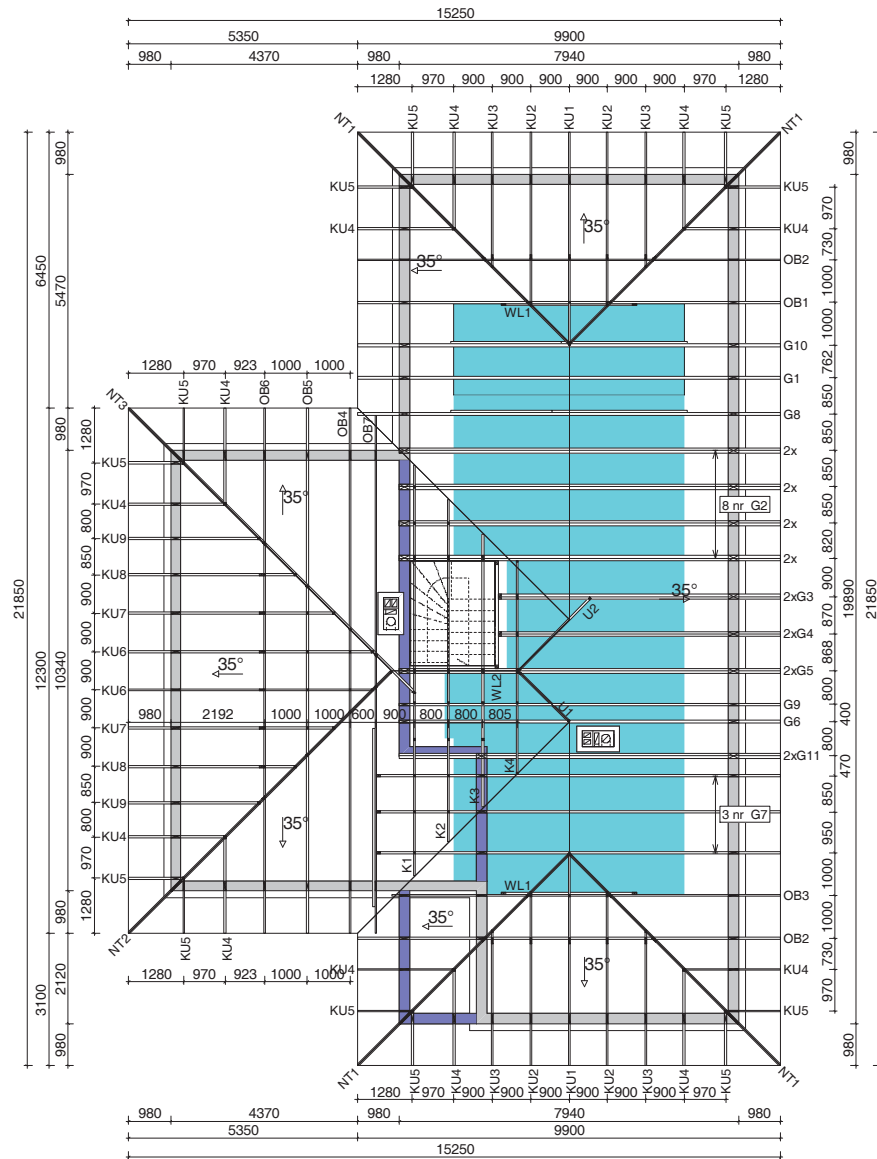 15250
5350 9900
980 4370 980 7940 980
1280 970 900 900 900 900 900 900 970 1280
KU5 KU4 KU3 KU2 KU1 KU2 KU3 KU4 KU5
NT1 NT1
KU5 KU5
KU4 KU4
35°
35°
OB2
OB1
WL1
G10
G1
G8
2x
2x
8 nr G2
2x
2x
2xG3
35°
2xG4
2xG5
G9
G6
2xG11
3 nr G7
OB3
OB2
KU4
KU5
970
730
1000
1000
762
850
850
850
850
820
900
870
868
800
400
800
470
850
950
1000
1000
730
970
980
19890
980
21850
21850
980
5470
980
10340
980
2120
980
6450
12300
3100
1280 970 923 1000 1000
NT3 KU5 KU4 OB6 OB5 OB4 OB7
1280
970
800
850
900
900
900
900
900
850
800
970
1280
KU5
KU4
KU9
KU8
KU7
KU6
KU6
KU7
KU8
KU9
KU4
KU5
35°
35°
35°
U2
WL2
U1
980 2192 1000 1000 600 900 800 800 805
K4
K3
K2
K1
WL1
35°
35°
NT2 KU5 KU4
1280 970 923 1000 1000
KU4
KU5
NT1 NT1
KU5 KU4 KU3 KU2 KU1 KU2 KU3 KU4 KU5
1280 970 900 900 900 900 900 900 970
980 4370 980 7940 980
5350 9900
15250